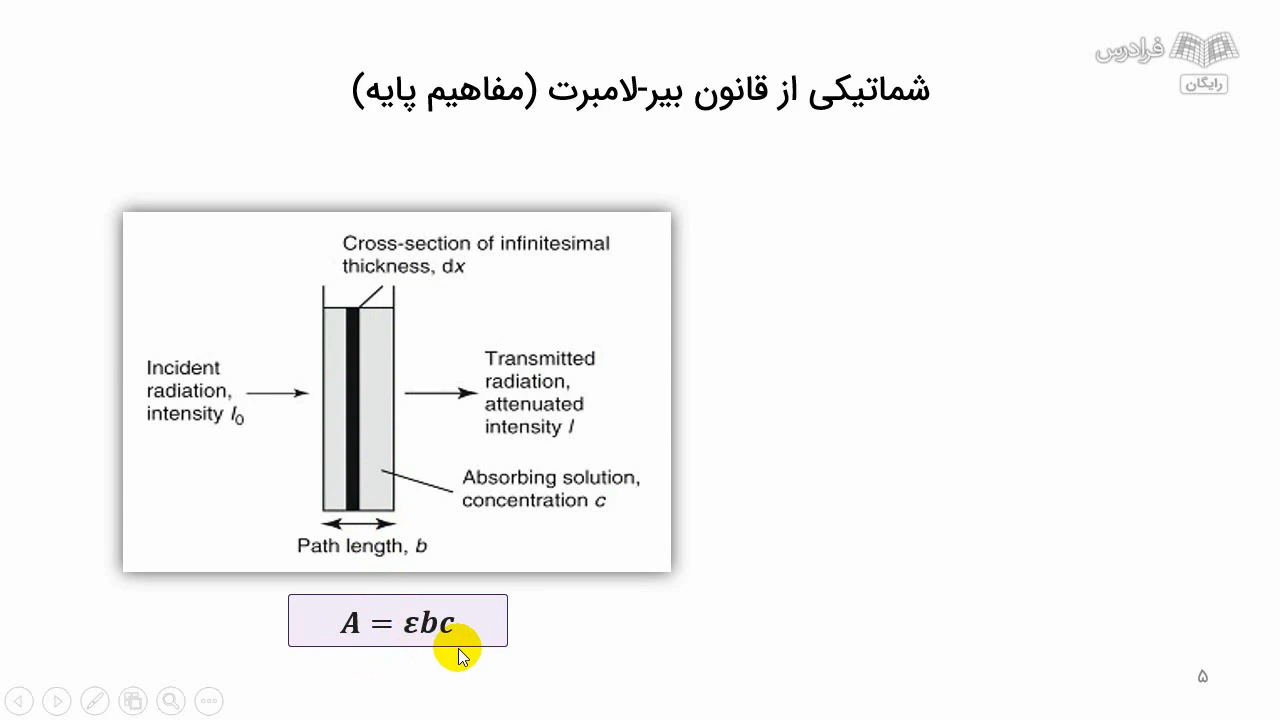 فرادرس
رایگان
شماتیکی از قانون بیر-لامبرت (مفاهیم پایه)
Cross-section of infinitesimal
thickness, dx
Incident
radiation,
intensity I₀
Transmitted
radiation,
attenuated
intensity I
Absorbing solution,
concentration c
Path length, b
A = εbc
۵